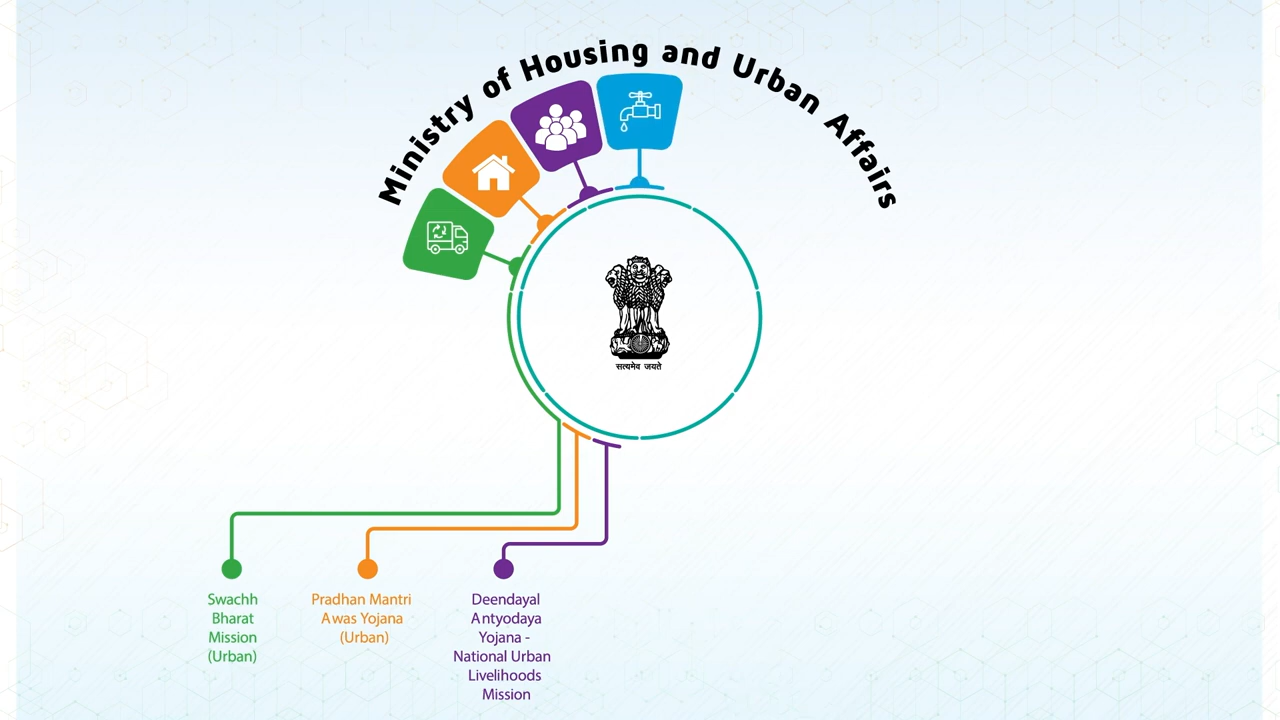 Ministry of Housing and Urban Affairs
सत्यमेव जयते
Swachh
Bharat
Mission
(Urban)
Pradhan Mantri
Awas Yojana
(Urban)
Deendayal
Antyodaya
Yojana -
National Urban
Livelihoods
Mission